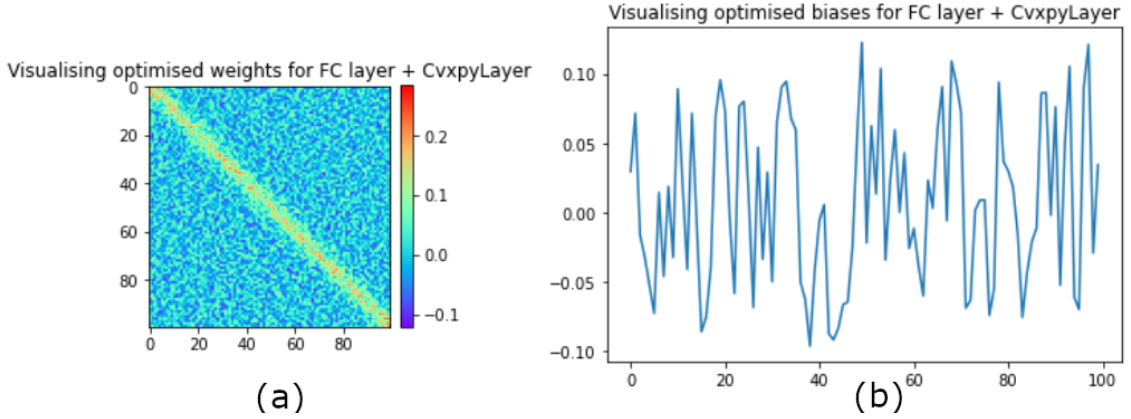 Visualising optimised weights for FC layer + CvxpyLayer
0
20
40
60
80
0 20 40 60 80
0.2
0.1
0.0
−0.1
(a)
Visualising optimised biases for FC layer + CvxpyLayer
0.10
0.05
0.00
−0.05
−0.10
0 20 40 60 80 100
(b)